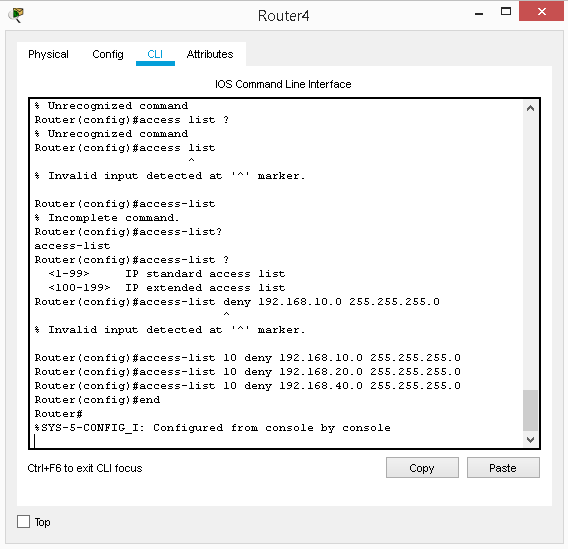 Router4
Physical Config CLI Attributes
IOS Command Line Interface
% Unrecognized command
Router(config)#access list ?
% Unrecognized command
Router(config)#access list
^
% Invalid input detected at '^' marker.
Router(config)#access-list
% Incomplete command.
Router(config)#access-list?
access-list
Router(config)#access-list ?
<1-99> IP standard access list
<100-199> IP extended access list
Router(config)#access-list deny 192.168.10.0 255.255.255.0
^
% Invalid input detected at '^' marker.
Router(config)#access-list 10 deny 192.168.10.0 255.255.255.0
Router(config)#access-list 10 deny 192.168.20.0 255.255.255.0
Router(config)#access-list 10 deny 192.168.40.0 255.255.255.0
Router(config)#end
Router#
%SYS-5-CONFIG_I: Configured from console by console
Ctrl+F6 to exit CLI focus
Copy Paste
Top